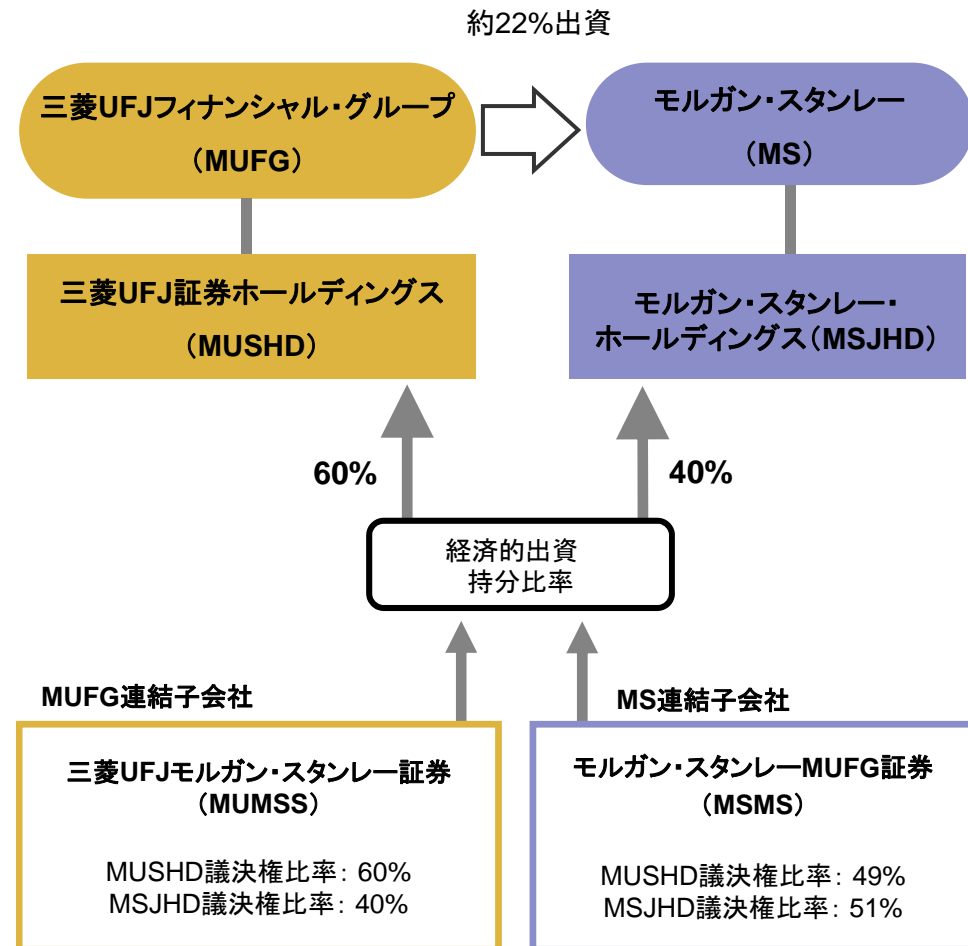 約22%出資
三菱UFJフィナンシャル・グループ
（MUFG）
モルガン・スタンレー
（MS）
三菱UFJ証券ホールディングス
（MUSHD）
モルガン・スタンレー・
ホールディングス（MSJHD）
60%
40%
経済的出資
持分比率
MUFG連結子会社
MS連結子会社
三菱UFJモルガン・スタンレー証券
（MUMSS）
MUSHD議決権比率： 60%
MSJHD議決権比率： 40%
モルガン・スタンレーMUFG証券
（MSMS）
MUSHD議決権比率： 49%
MSJHD議決権比率： 51%